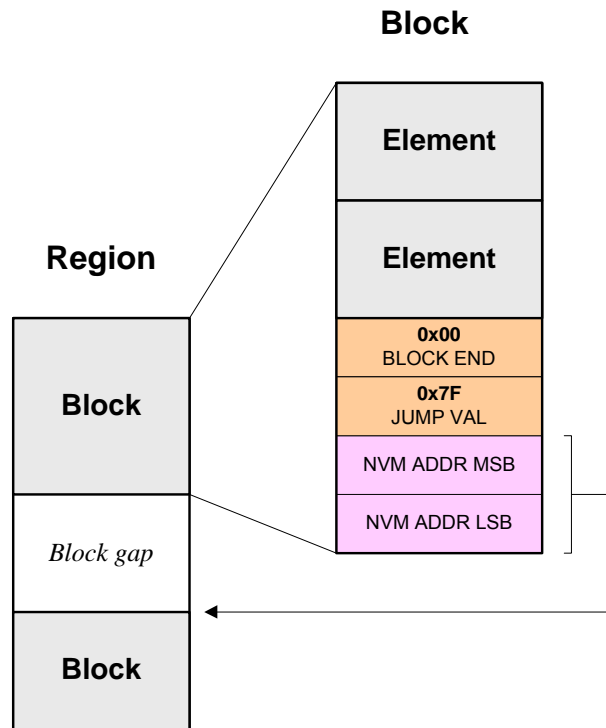 Block
Element
Element
Region
0x00
BLOCK END
0x7F
JUMP VAL
Block
NVM ADDR MSB
NVM ADDR LSB
Block gap
Block